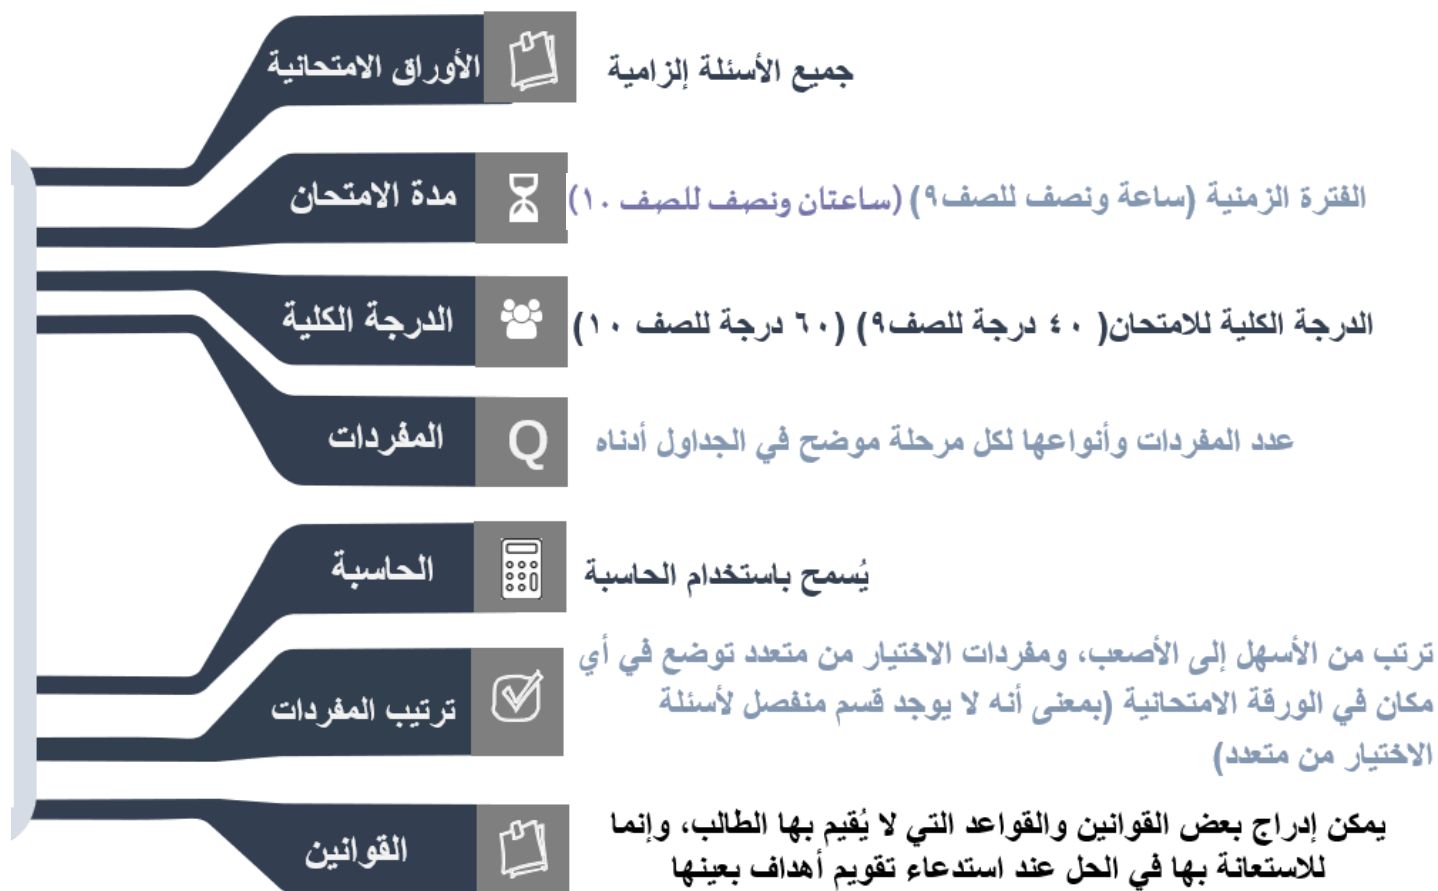 الأوراق الامتحانية
جميع الأسئلة إلزامية
مدة الامتحان
الفترة الزمنية (ساعة ونصف للصف٩) (ساعتان ونصف للصف ١٠)
الدرجة الكلية
الدرجة الكلية للامتحان( ٤٠ درجة للصف٩) (٦٠ درجة للصف ١٠)
المفردات
Q
عدد المفردات وأنواعها لكل مرحلة موضح في الجداول أدناه
الحاسبة
يُسمح باستخدام الحاسبة
ترتيب المفردات
ترتب من الأسهل إلى الأصعب، ومفردات الاختيار من متعدد توضع في أي
مكان في الورقة الامتحانية (بمعنى أنه لا يوجد قسم منفصل لأسئلة
الاختيار من متعدد)
القوانين
يمكن إدراج بعض القوانين والقواعد التي لا يُقيم بها الطالب، وإنما
للاستعانة بها في الحل عند استدعاء تقويم أهداف بعينها